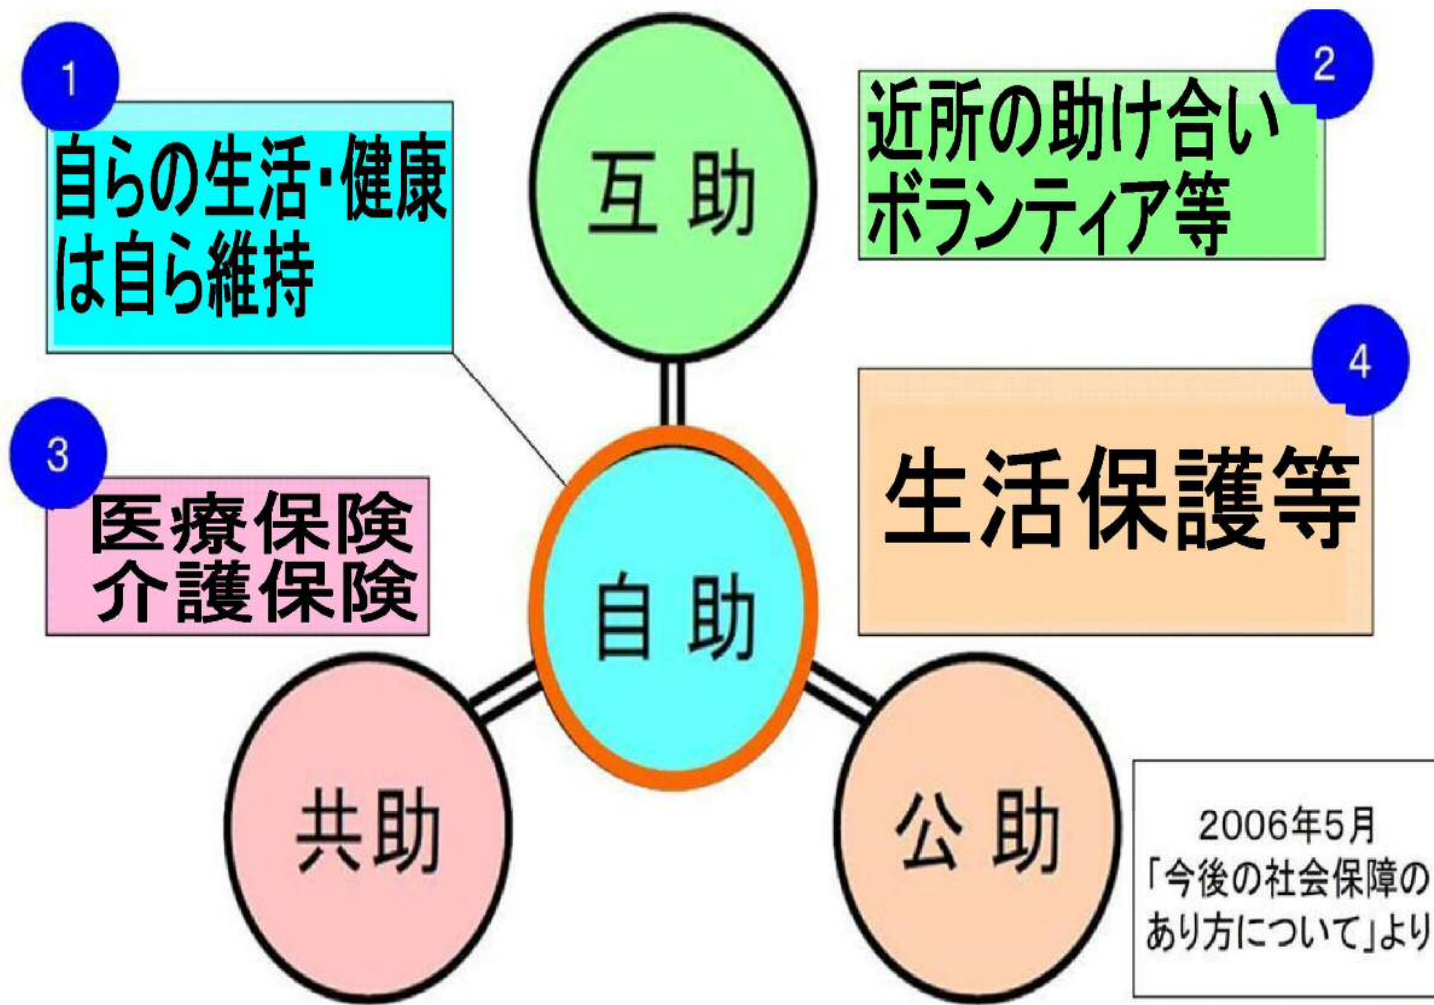 1
自らの生活・健康
は自ら維持
互助
2
近所の助け合い
ボランティア等
3
医療保険
介護保険
自助
4
生活保護等
共助
公助
2006年5月
「今後の社会保障の
あり方について」より